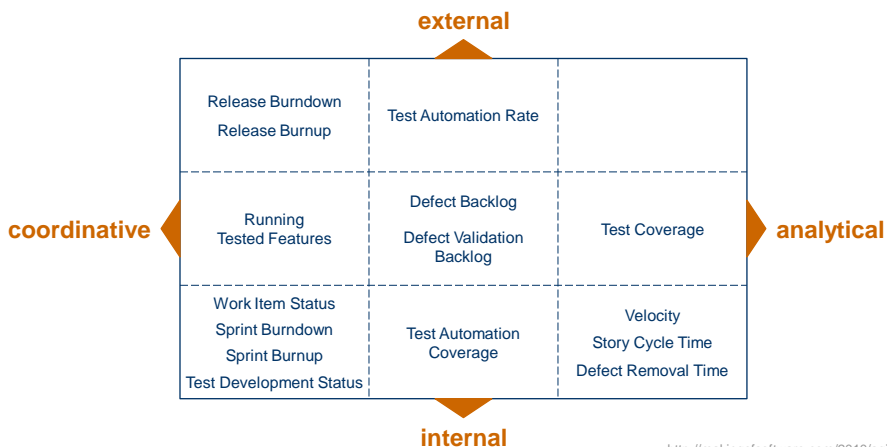 external
Release Burndown
Release Burnup
Test Automation Rate
coordinative
Running
Tested Features
Defect Backlog
Defect Validation
Backlog
Test Coverage
analytical
Work Item Status
Sprint Burndown
Sprint Burnup
Test Development Status
Test Automation
Coverage
Velocity
Story Cycle Time
Defect Removal Time
internal